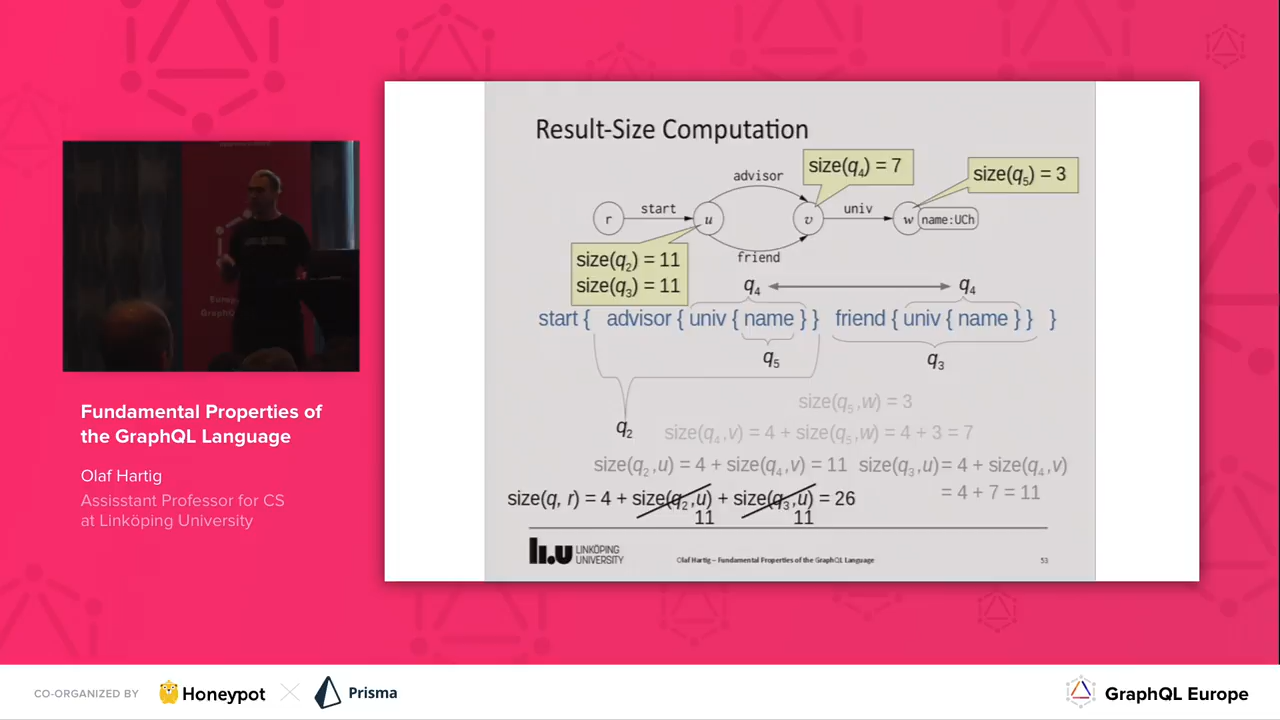 Result-Size Computation
size(q4) = 7
size(q5) = 3
advisor
start
univ
r
u
v
w
name:UCh
friend
size(q2) = 11
size(q3) = 11
q4
q4
start { advisor { univ { name } } friend { univ { name } } }
q5
q3
q2
size(q5,w) = 3
size(q4,v) = 4 + size(q5,w) = 4 + 3 = 7
size(q2,u) = 4 + size(q4,v) = 11
size(q3,u) = 4 + size(q4,v)
= 4 + 7 = 11
size(q, r) = 4 + size(q2,u) + size(q3,u) = 26
11
11
LiU LINKÖPING
UNIVERSITY
Olaf Hartig – Fundamental Properties of the GraphQL Language
53
Fundamental Properties of
the GraphQL Language
Olaf Hartig
Assisstant Professor for CS
at Linköping University
CO-ORGANIZED BY
Honeypot
Prisma
GraphQL Europe